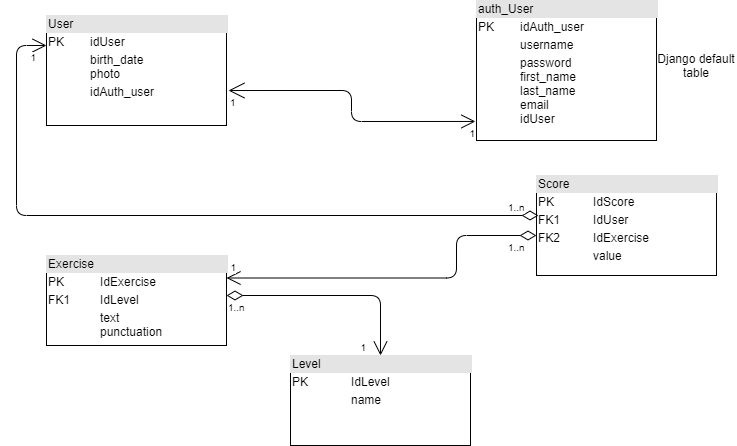 User
PK idUser
birth_date
photo
idAuth_user
1
1
auth_User
PK idAuth_user
username
password
first_name
last_name
email
idUser
1
Django default
table
Score
PK IdScore
FK1 IdUser
FK2 IdExercise
value
1..n
1..n
Exercise
PK IdExercise
FK1 IdLevel
text
punctuation
1
1..n
1
Level
PK IdLevel
name